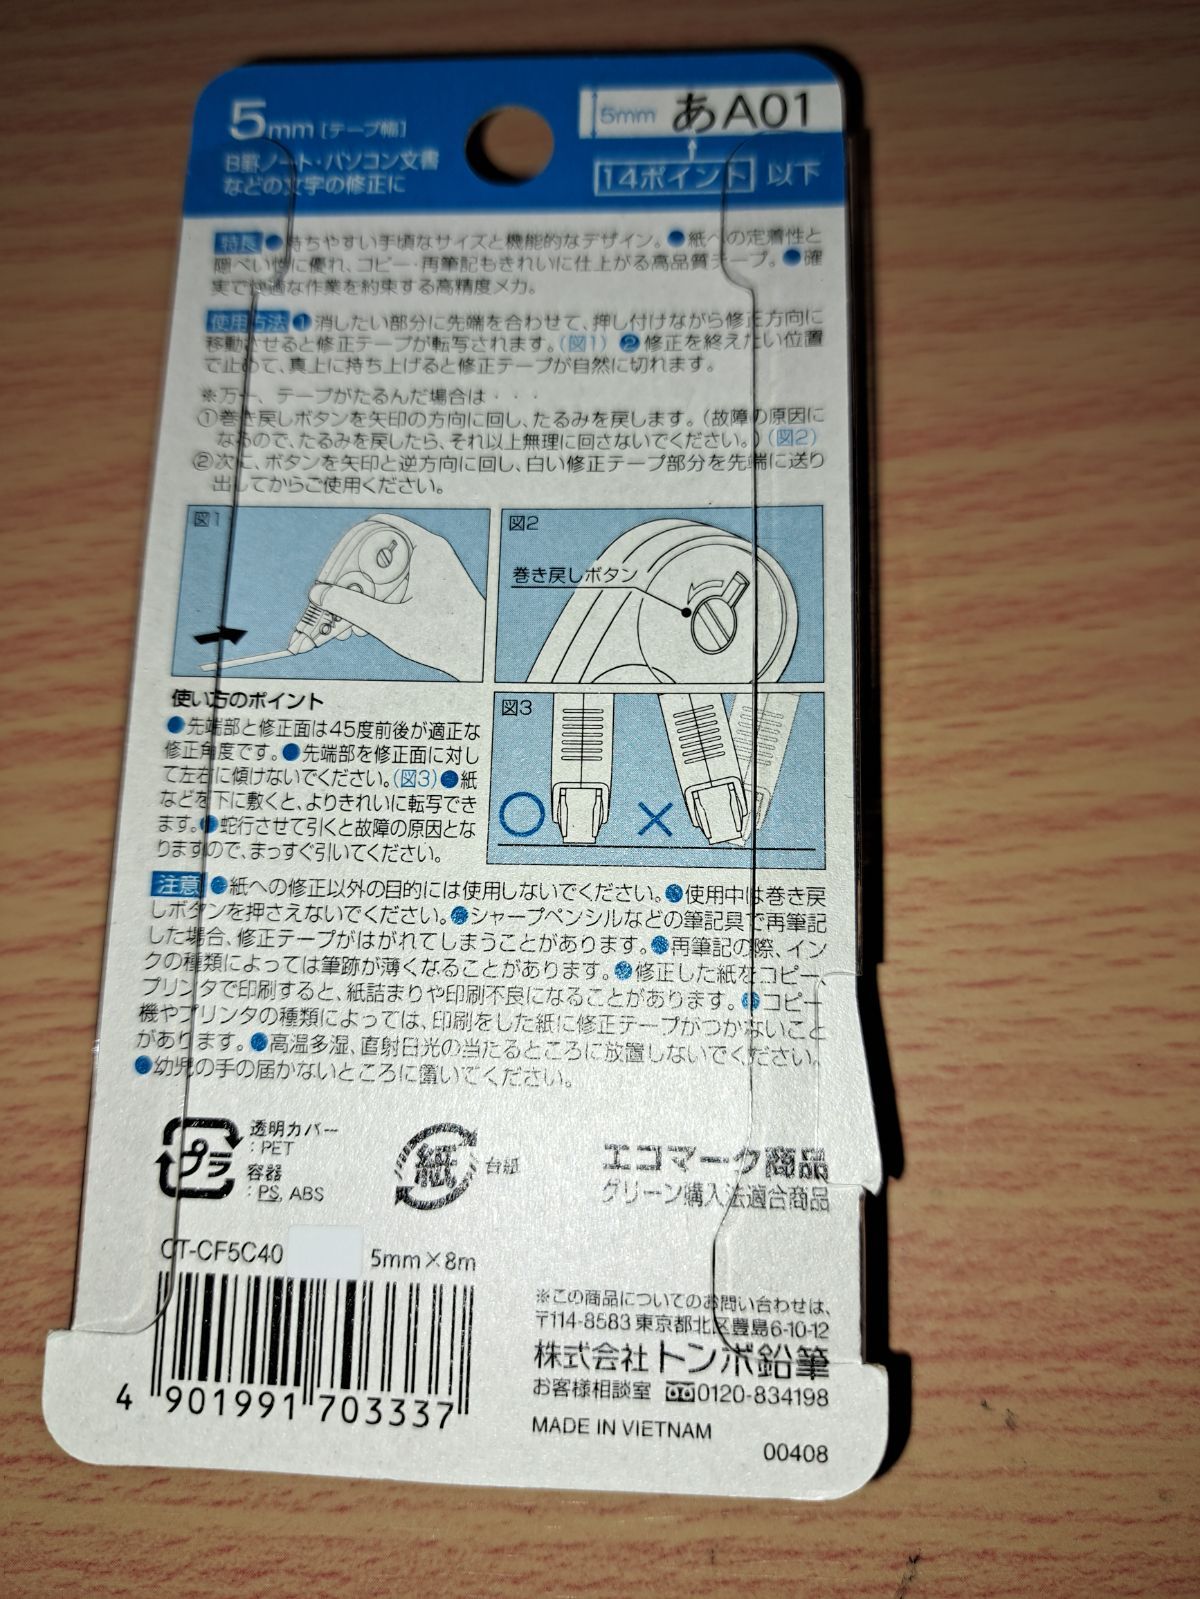 5mm [テープ幅]
B罫ノート・パソコン文書
などの文字の修正に
5mm あA01
14ポイント 以下
特長 ●持ちやすい手頃なサイズと機能的なデザイン。●紙への定着性と
隠ぺい性に優れ、コピー・再筆記もきれいに仕上がる高品質テープ。●確
実で快適な作業を約束する高精度メカ。
使用方法 ❶消したい部分に先端を合わせて、押し付けながら修正方向に
移動させると修正テープが転写されます。(図1) ❷修正を終えたい位置
で止めて、真上に持ち上げると修正テープが自然に切れます。
※万一、テープがたるんだ場合は・・・
①巻き戻しボタンを矢印の方向に回し、たるみを戻します。(故障の原因に
なるので、たるみを戻したら、それ以上無理に回さないでください。)(図2)
②次に、ボタンを矢印と逆方向に回し、白い修正テープ部分を先端に送り
出してからご使用ください。
図1
図2
巻き戻しボタン
使い方のポイント
●先端部と修正面は45度前後が適正な
修正角度です。●先端部を修正面に対し
て左右に傾けないでください。(図3)●紙
などを下に敷くと、よりきれいに転写でき
ます。●蛇行させて引くと故障の原因とな
りますので、まっすぐ引いてください。
図3
注意 ●紙への修正以外の目的には使用しないでください。●使用中は巻き戻
しボタンを押さえないでください。●シャープペンシルなどの筆記具で再筆記
した場合、修正テープがはがれてしまうことがあります。●再筆記の際、イン
クの種類によっては筆跡が薄くなることがあります。●修正した紙をコピー、
プリンタで印刷すると、紙詰まりや印刷不良になることがあります。●コピー
機やプリンタの種類によっては、印刷をした紙に修正テープがつかないこと
があります。●高温多湿、直射日光の当たるところに放置しないでください。
●幼児の手の届かないところに置いてください。
プラ
透明カバー
: PET
容器
: PS, ABS
紙 台紙
エコマーク商品
グリーン購入法適合商品
CT-CF5C40 5mm×8m
4 901991 703337
※この商品についてのお問い合わせは、
〒114-8583 東京都北区豊島6-10-12
株式会社 トンボ鉛筆
お客様相談室 0120-834198
MADE IN VIETNAM
00408